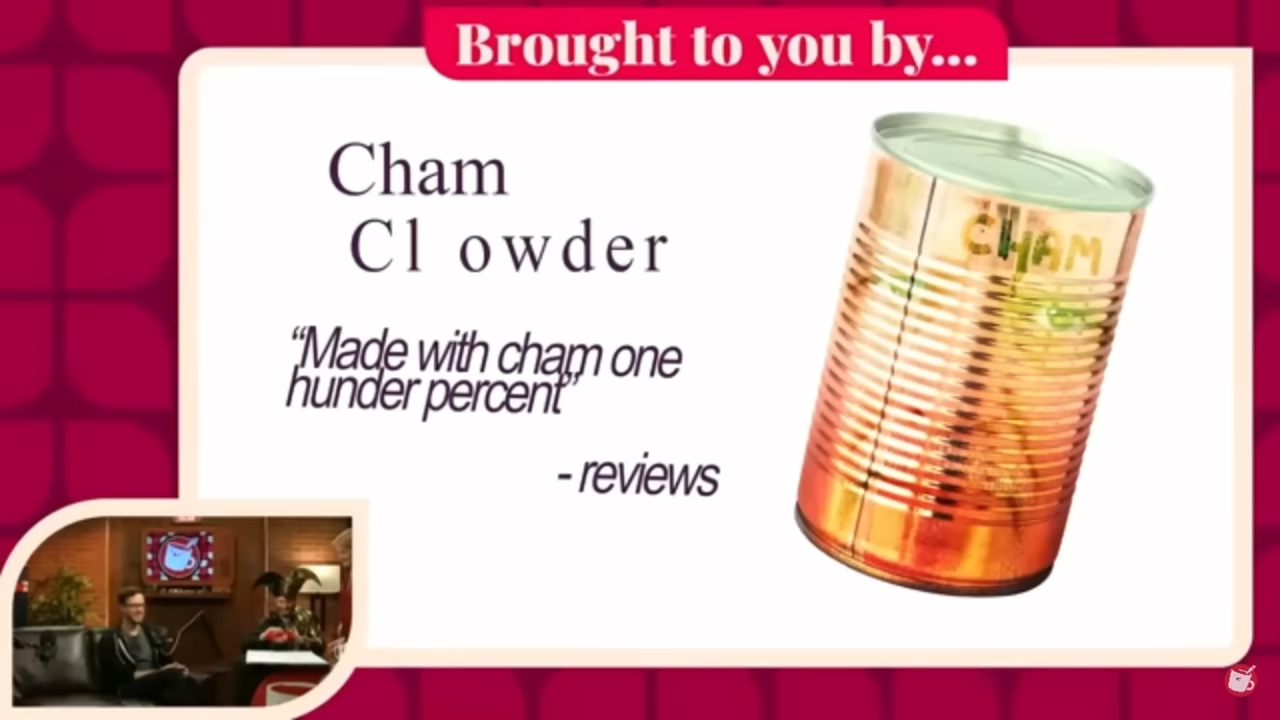 Brought to you by...
Cham
Cl owder
CHAM
“Made with cham one
hunder percent”
- reviews